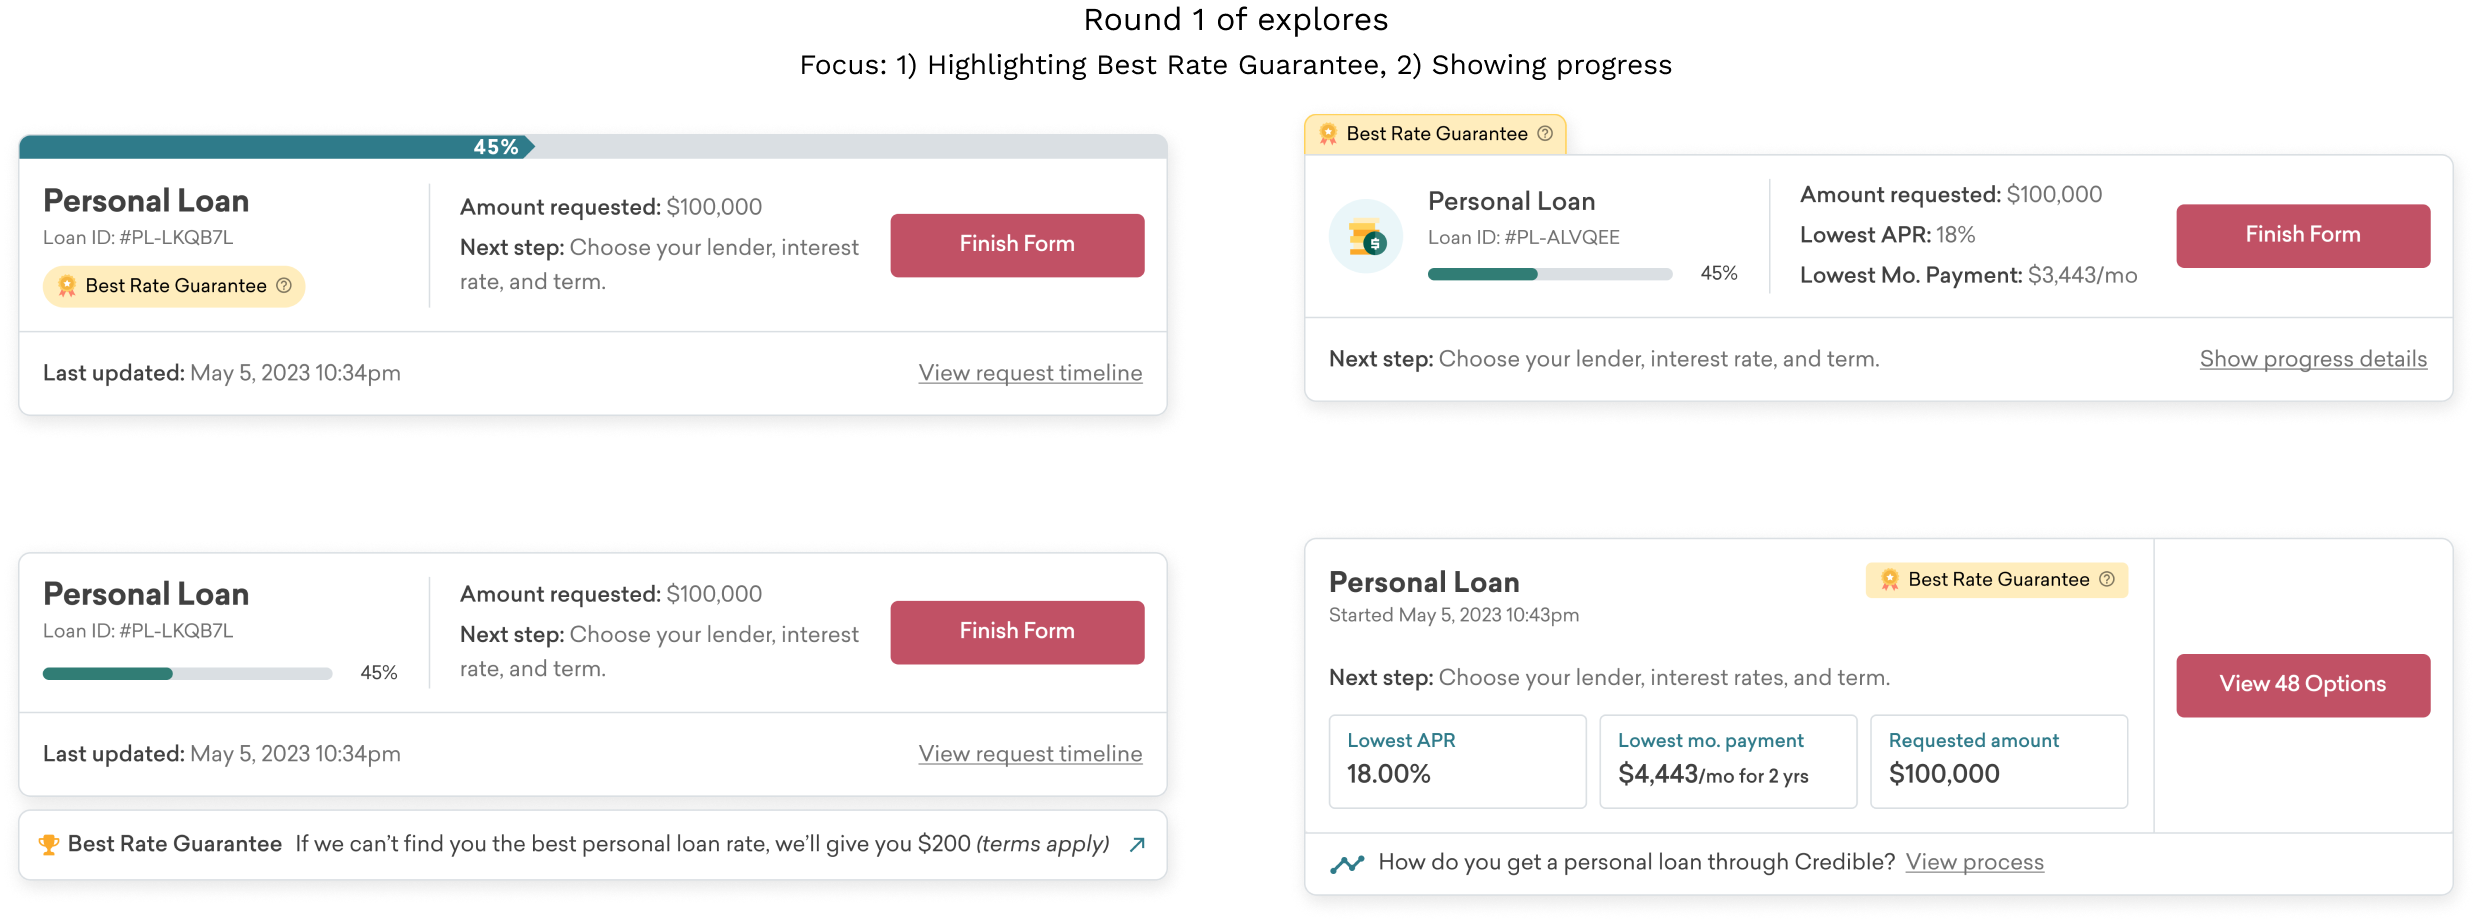 Round 1 of explores
Focus: 1) Highlighting Best Rate Guarantee, 2) Showing progress
45%
Personal Loan
Loan ID: #PL-LKQB7L
Best Rate Guarantee
Amount requested: $100,000
Next step: Choose your lender, interest
rate, and term.
Finish Form
Last updated: May 5, 2023 10:34pm
View request timeline
Best Rate Guarantee
Personal Loan
Loan ID: #PL-ALVQEE
45%
Amount requested: $100,000
Lowest APR: 18%
Lowest Mo. Payment: $3,443/mo
Finish Form
Next step: Choose your lender, interest rate, and term.
Show progress details
Personal Loan
Loan ID: #PL-LKQB7L
45%
Amount requested: $100,000
Next step: Choose your lender, interest
rate, and term.
Finish Form
Last updated: May 5, 2023 10:34pm
View request timeline
Best Rate Guarantee If we can't find you the best personal loan rate, we'll give you $200 (terms apply)
Personal Loan
Started May 5, 2023 10:43pm
Best Rate Guarantee
Next step: Choose your lender, interest rates, and term.
Lowest APR
18.00%
Lowest mo. payment
$4,443/mo for 2 yrs
Requested amount
$100,000
View 48 Options
How do you get a personal loan through Credible? View process